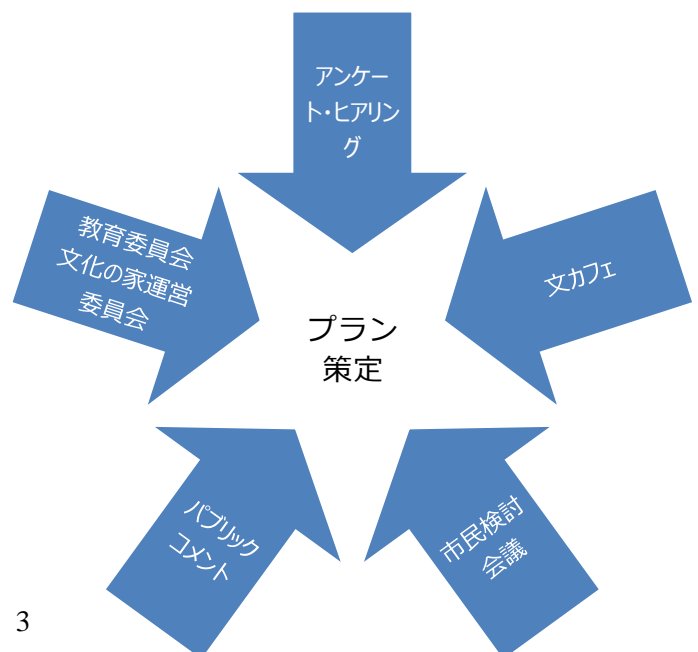 アンケー
ト・ヒアリン
グ
教育委員会
文化の家運営
委員会
文カフェ
プラン
策定
パブリック
コメント
市民検討
会議
3